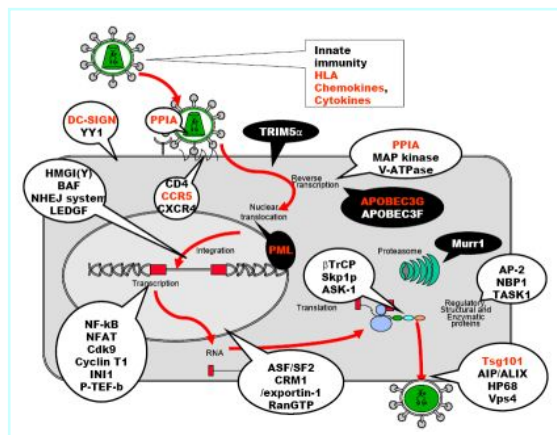 Innate
immunity
HLA
Chemokines,
Cytokines
DC-SIGN
YY1
PPIA
TRIM5α
PPIA
MAP kinase
V-ATPase
HMGI(Y)
BAF
NHEJ system
LEDGF
CD4
CCR5
CXCR4
Reverse
Transcription
APOBEC3G
APOBEC3F
Nuclear
translocation
Integration
PML
Proteasome
Murr1
βTrCP
Skp1p
ASK-1
AP-2
NBP1
TASK1
Transcription
Translation
Regulatory,
Structural and
Enzymatic
proteins
NF-kB
NFAT
Cdk9
Cyclin T1
INI1
P-TEF-b
RNA
ASF/SF2
CRM1
/exportin-1
RanGTP
Tsg101
AIP/ALIX
HP68
Vps4